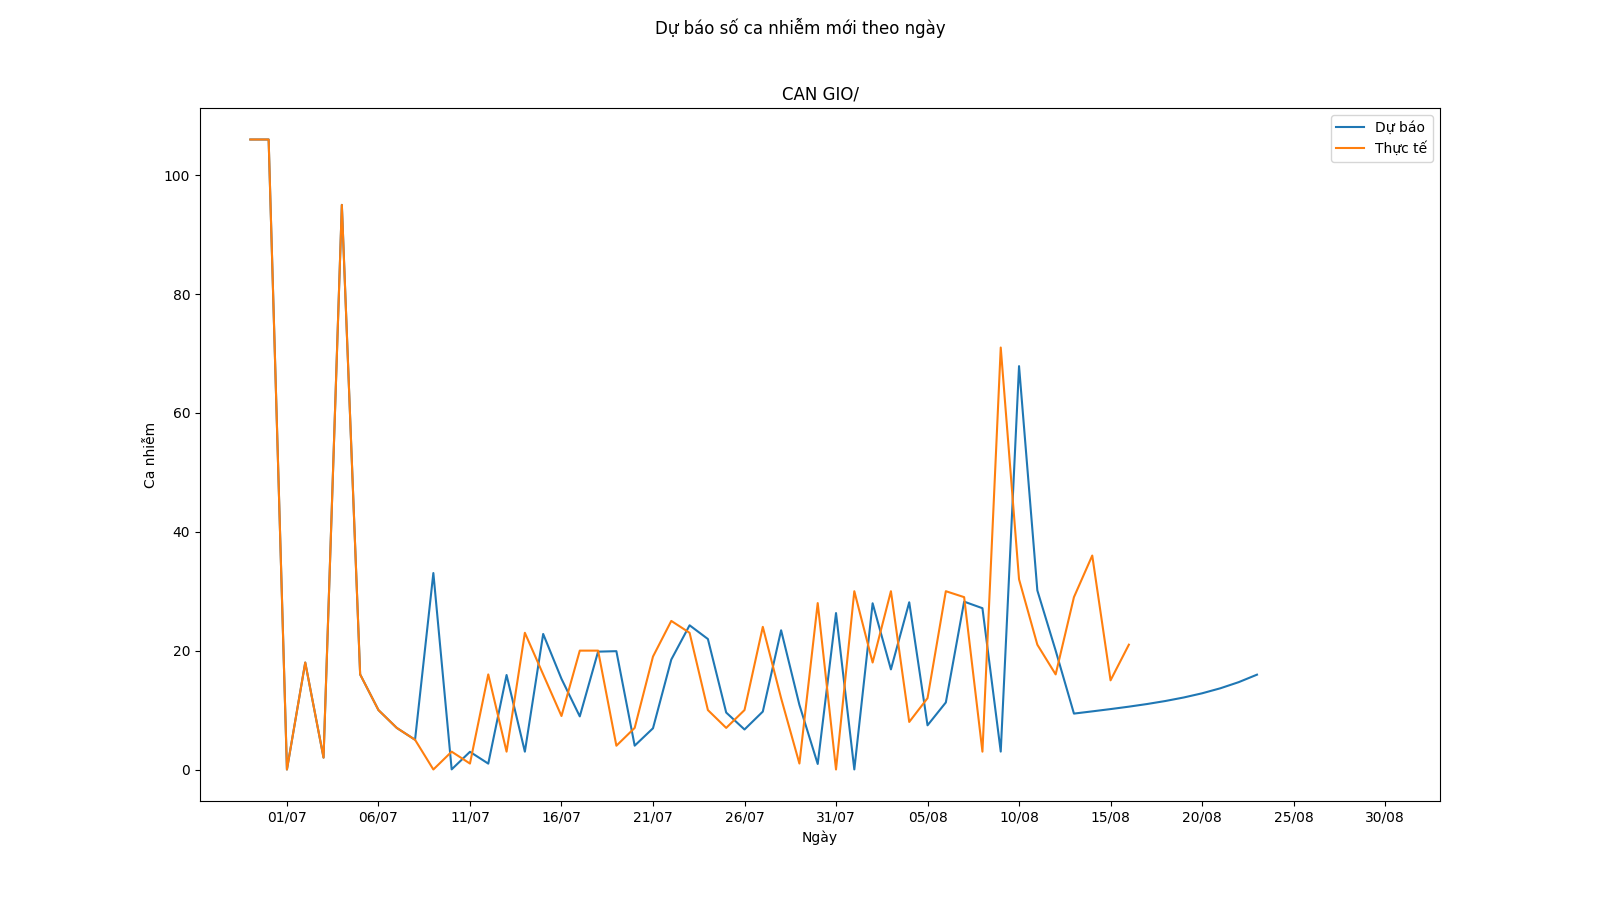 Dự báo số ca nhiễm mới theo ngày
CAN GIO/
Dự báo
Thực tế
Ca nhiễm
100
80
60
40
20
0
01/07 06/07 11/07 16/07 21/07 26/07 31/07 05/08 10/08 15/08 20/08 25/08 30/08
Ngày